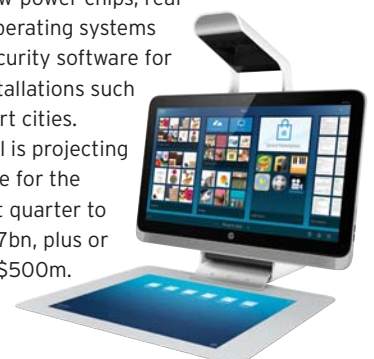 w power chips, real
perating systems
curity software for
tallations such
rt cities.
l is projecting
e for the
t quarter to
7bn, plus or
$500m.